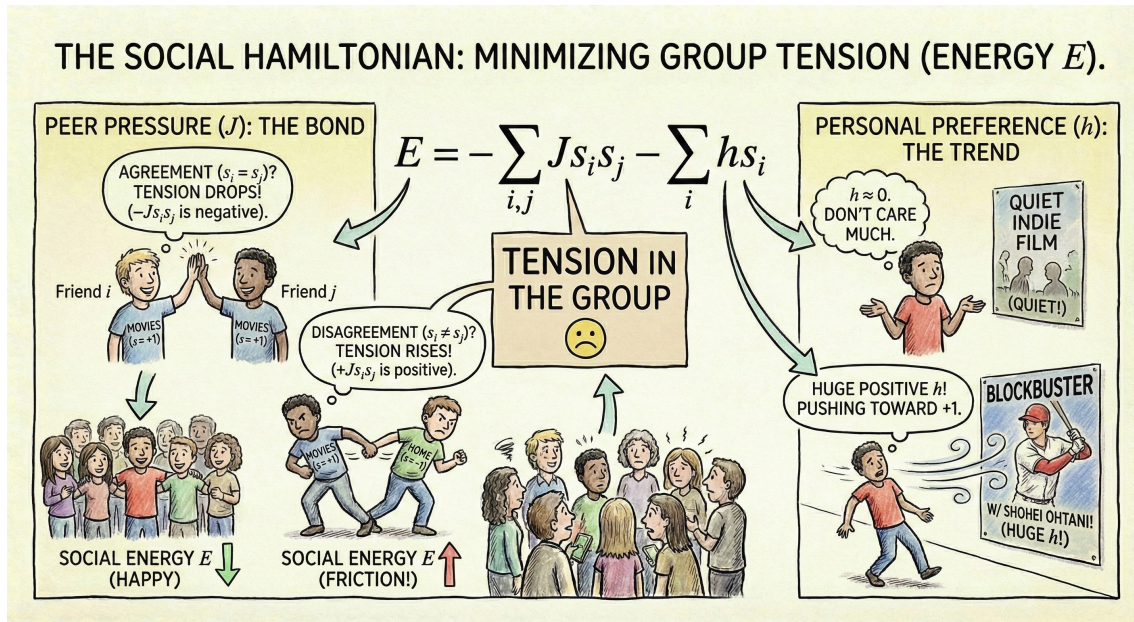 THE SOCIAL HAMILTONIAN: MINIMIZING GROUP TENSION (ENERGY E).
PEER PRESSURE (J): THE BOND
AGREEMENT (s_i = s_j)?
TENSION DROPS!
(−Js_is_j is negative).
Friend i
Friend j
MOVIES
(s=+1)
MOVIES
(s=+1)
SOCIAL ENERGY E
(HAPPY)
E = − ∑_{i,j} Js_is_j − ∑_i hs_i
TENSION IN
THE GROUP
DISAGREEMENT (s_i ≠ s_j)?
TENSION RISES!
(+Js_is_j is positive).
MOVIES
(s=+1)
HOME
(s=−1)
SOCIAL ENERGY E
(FRICTION!)
PERSONAL PREFERENCE (h):
THE TREND
h ≈ 0.
DON'T CARE
MUCH.
QUIET
INDIE
FILM
(QUIET!)
HUGE POSITIVE h!
PUSHING TOWARD +1.
BLOCKBUSTER
W/ SHOHEI OHTANI!
(HUGE h!)